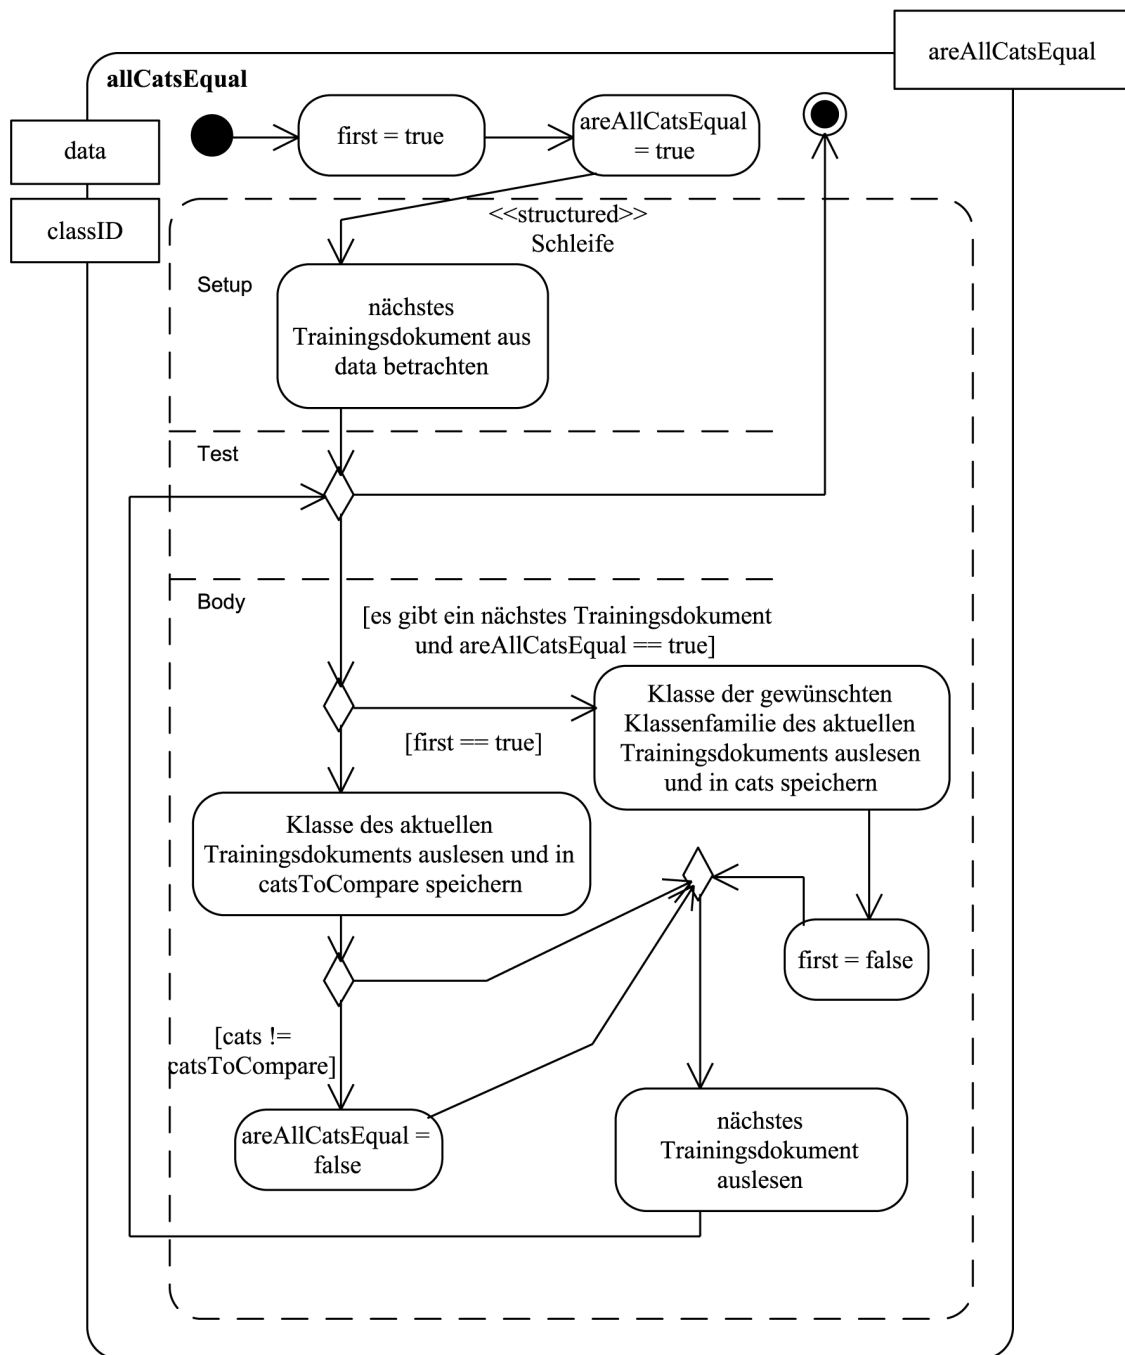 areAllCatsEqual
allCatsEqual
data
classID
first = true
areAllCatsEqual
= true
<<structured>>
Schleife
Setup
nächstes
Trainingsdokument aus
data betrachten
Test
Body
[es gibt ein nächstes Trainingsdokument
und areAllCatsEqual == true]
[first == true]
Klasse der gewünschten
Klassenfamilie des aktuellen
Trainingsdokuments auslesen
und in cats speichern
Klasse des aktuellen
Trainingsdokuments auslesen und in
catsToCompare speichern
first = false
[cats !=
catsToCompare]
areAllCatsEqual =
false
nächstes
Trainingsdokument
auslesen